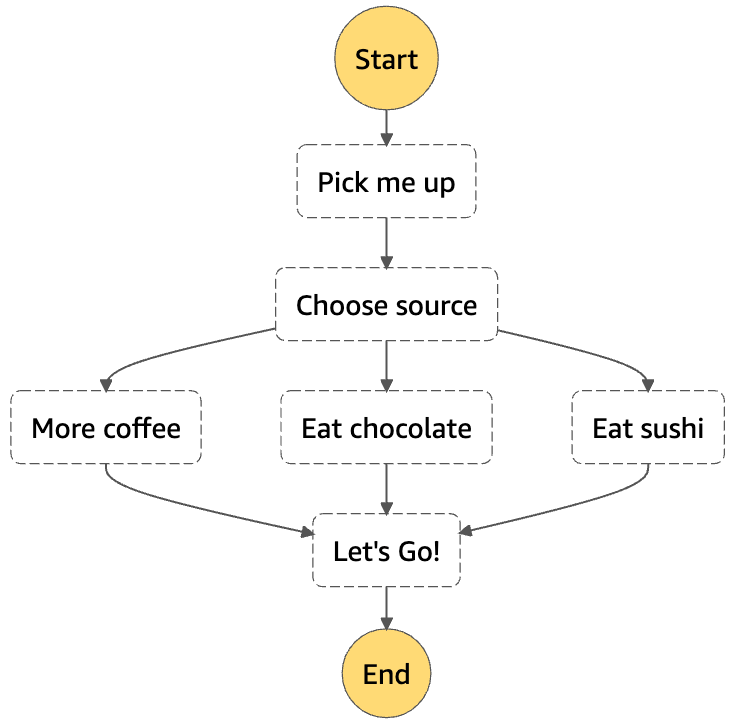 Start
Pick me up
Choose source
More coffee
Eat chocolate
Eat sushi
Let's Go!
End